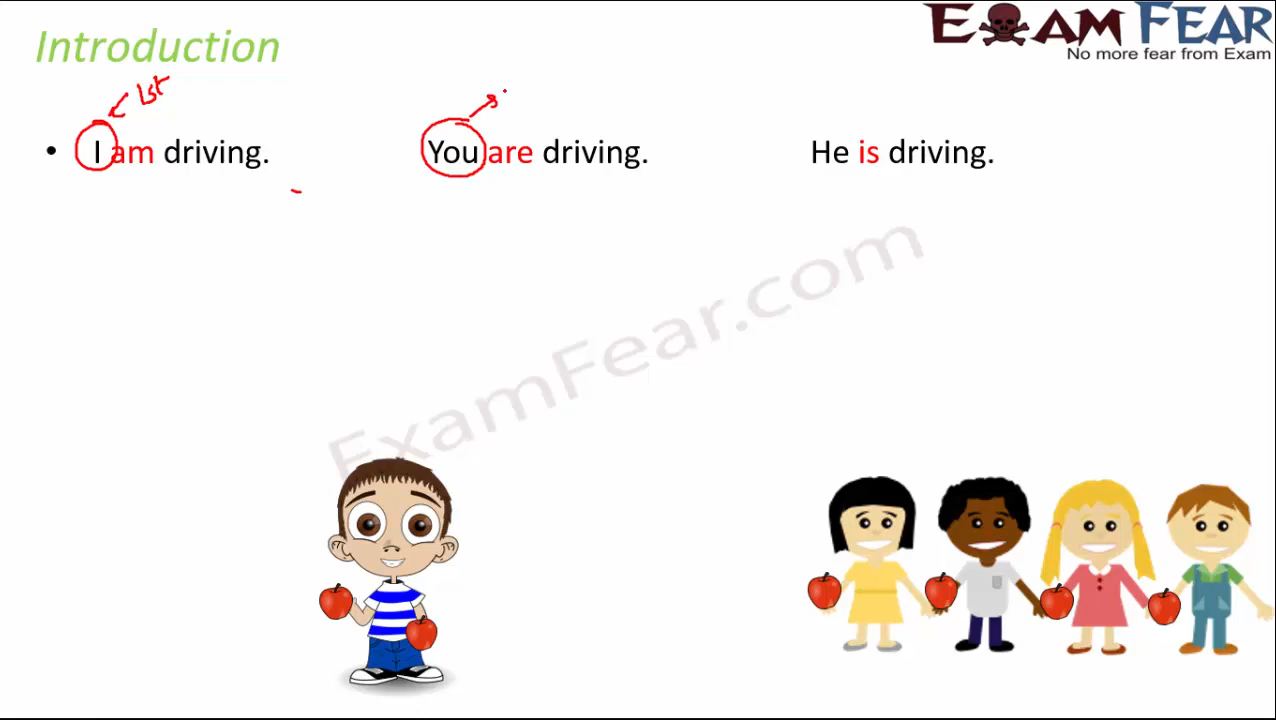 Introduction
EXAM FEAR
No more fear from Exam
1st
• I am driving. You are driving. He is driving.
ExamFear.com